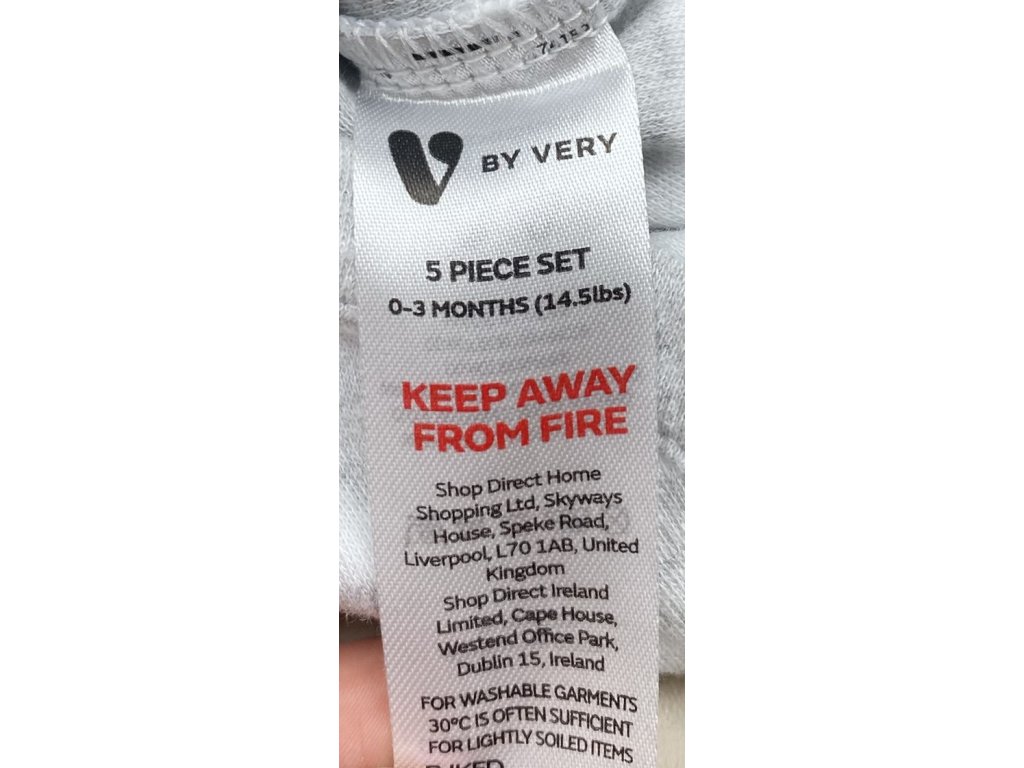 V BY VERY
5 PIECE SET
0-3 MONTHS (14.5lbs)
KEEP AWAY
FROM FIRE
Shop Direct Home
Shopping Ltd, Skyways
House, Speke Road,
Liverpool, L70 1AB, United
Kingdom
Shop Direct Ireland
Limited, Cape House,
Westend Office Park,
Dublin 15, Ireland
FOR WASHABLE GARMENTS
30°C IS OFTEN SUFFICIENT
FOR LIGHTLY SOILED ITEMS